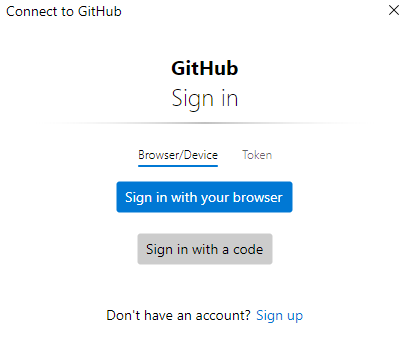 Connect to GitHub
GitHub
Sign in
Browser/Device Token
Sign in with your browser
Sign in with a code
Don't have an account? Sign up